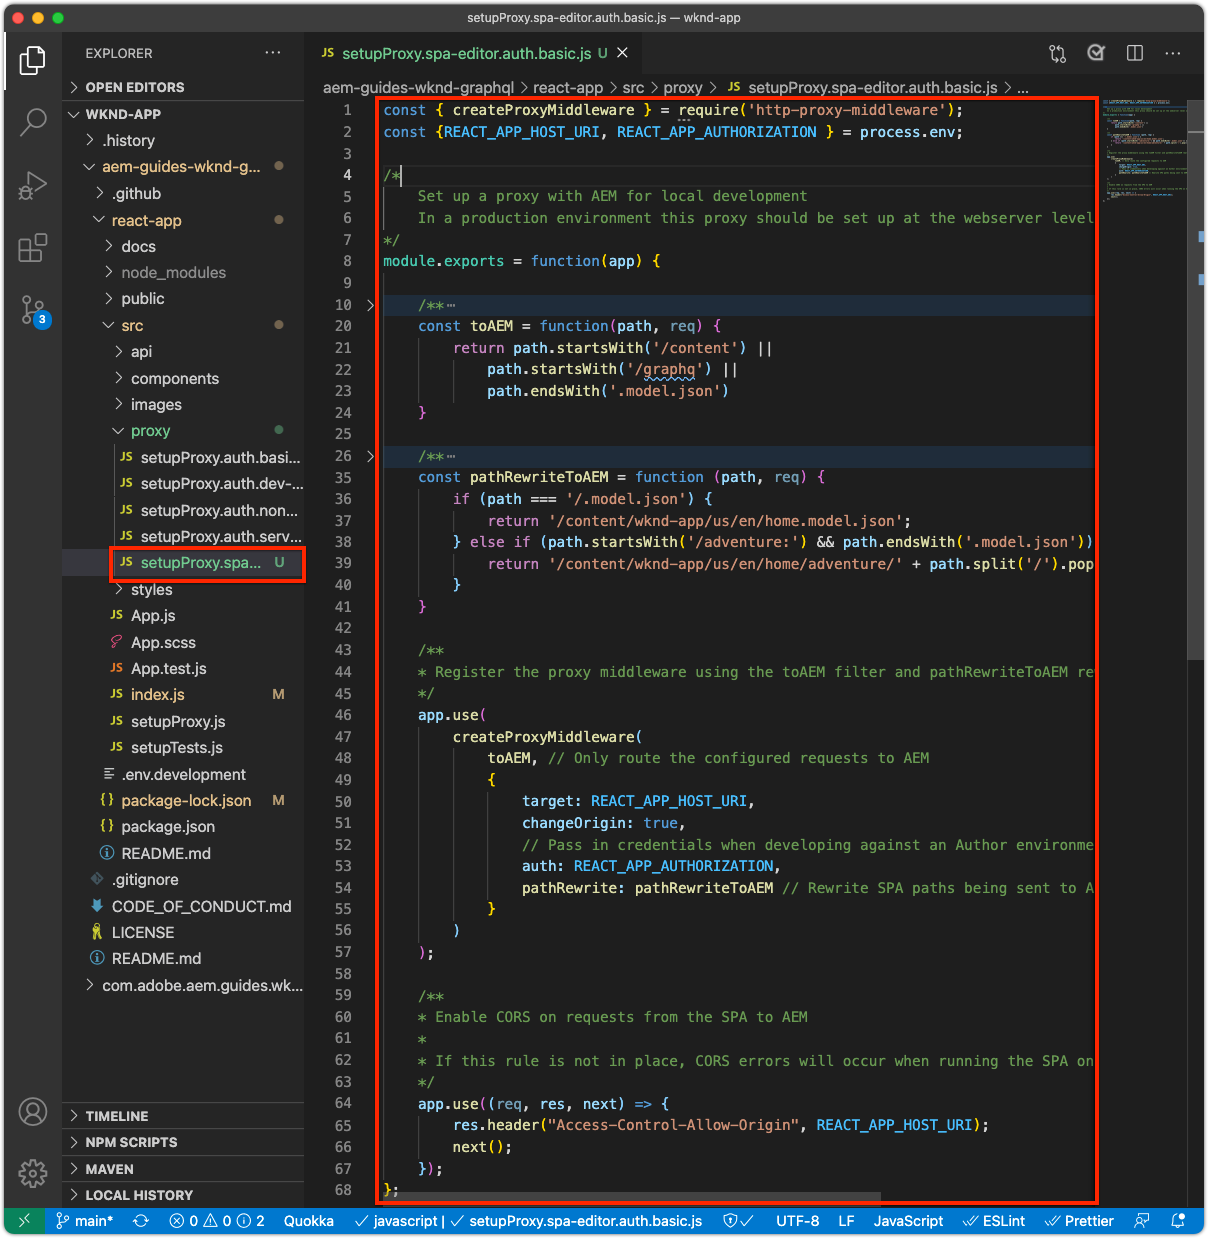 setupProxy.spa-editor.auth.basic.js — wknd-app
EXPLORER
OPEN EDITORS
WKND-APP
.history
aem-guides-wknd-g...
.github
react-app
docs
node_modules
public
src
api
components
images
proxy
JS setupProxy.auth.basi...
JS setupProxy.auth.dev-...
JS setupProxy.auth.non...
JS setupProxy.auth.serv...
JS setupProxy.spa... U
styles
JS App.js
App.scss
JS App.test.js
JS index.js M
JS setupProxy.js
JS setupTests.js
.env.development
{} package-lock.json M
{} package.json
README.md
.gitignore
CODE_OF_CONDUCT.md
LICENSE
README.md
com.adobe.aem.guides.wk...
TIMELINE
NPM SCRIPTS
MAVEN
LOCAL HISTORY
3
JS setupProxy.spa-editor.auth.basic.js U
aem-guides-wknd-graphql > react-app > src > proxy > JS setupProxy.spa-editor.auth.basic.js > ...
1 const { createProxyMiddleware } = require('http-proxy-middleware');
2 const {REACT_APP_HOST_URI, REACT_APP_AUTHORIZATION } = process.env;
3
4 /*
5 Set up a proxy with AEM for local development
6 In a production environment this proxy should be set up at the webserver level
7 */
8 module.exports = function(app) {
9
10 /** ...
20 const toAEM = function(path, req) {
21 return path.startsWith('/content') ||
22 path.startsWith('/graphq') ||
23 path.endsWith('.model.json')
24 }
25
26 /** ...
35 const pathRewriteToAEM = function (path, req) {
36 if (path === '/.model.json') {
37 return '/content/wknd-app/us/en/home.model.json';
38 } else if (path.startsWith('/adventure:') && path.endsWith('.model.json'))
39 return '/content/wknd-app/us/en/home/adventure/' + path.split('/').pop
40 }
41 }
42
43 /**
44 * Register the proxy middleware using the toAEM filter and pathRewriteToAEM re
45 */
46 app.use(
47 createProxyMiddleware(
48 toAEM, // Only route the configured requests to AEM
49 {
50 target: REACT_APP_HOST_URI,
51 changeOrigin: true,
52 // Pass in credentials when developing against an Author environme
53 auth: REACT_APP_AUTHORIZATION,
54 pathRewrite: pathRewriteToAEM // Rewrite SPA paths being sent to A
55 }
56 )
57 );
58
59 /**
60 * Enable CORS on requests from the SPA to AEM
61 *
62 * If this rule is not in place, CORS errors will occur when running the SPA on
63 */
64 app.use((req, res, next) => {
65 res.header("Access-Control-Allow-Origin", REACT_APP_HOST_URI);
66 next();
67 });
68 };
main* 0 0 2 Quokka javascript | setupProxy.spa-editor.auth.basic.js UTF-8 LF JavaScript ESLint Prettier